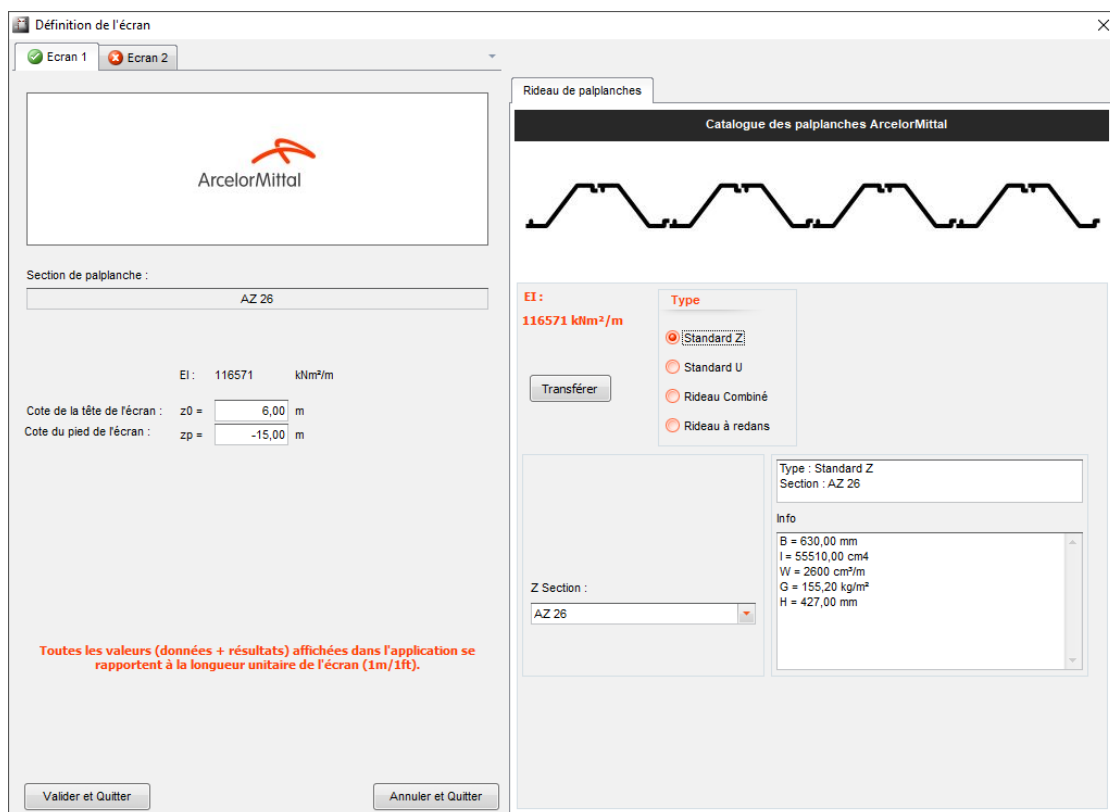 Définition de l'écran
Ecran 1
Ecran 2
ArcelorMittal
Section de palplanche :
AZ 26
EI : 116571 kNm²/m
Cote de la tête de l'écran : z0 = 6,00 m
Cote du pied de l'écran : zp = -15,00 m
Toutes les valeurs (données + résultats) affichées dans l'application se
rapportent à la longueur unitaire de l'écran (1m/1ft).
Valider et Quitter
Annuler et Quitter
Rideau de palplanches
Catalogue des palplanches ArcelorMittal
EI :
116571 kNm²/m
Transférer
Type
Standard Z
Standard U
Rideau Combiné
Rideau à redans
Z Section :
AZ 26
Type : Standard Z
Section : AZ 26
Info
B = 630,00 mm
I = 55510,00 cm4
W = 2600 cm³/m
G = 155,20 kg/m²
H = 427,00 mm